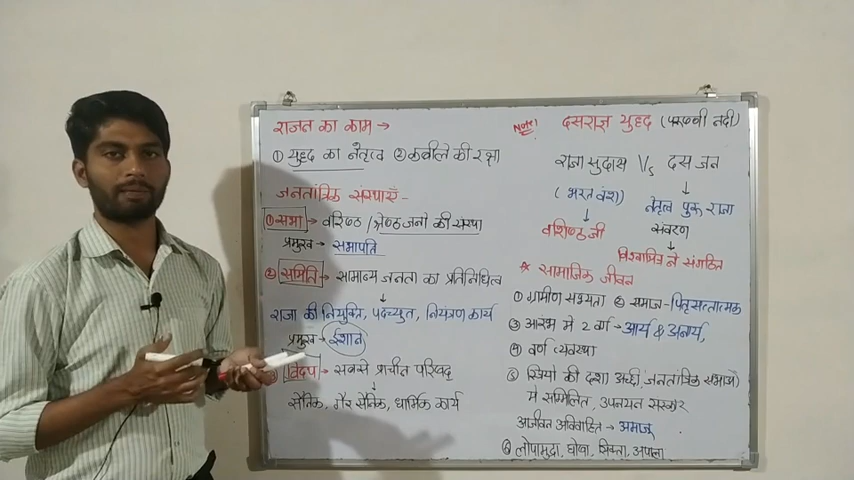 राजत का काम →
① युद्ध का नेतृत्व ② कबीले की रक्षा
जनतांत्रिक संस्थाएँ -
① सभा → वरिष्ठ / श्रेष्ठ जनो की संस्था
प्रमुख → सभापति
② समिति → सामान्य जनता का प्रतिनिधित्व
राजा की नियुक्ति, पदच्युत, नियंत्रण कार्य
प्रमुख → ईशान
विदथ → सबसे प्राचीन परिषद्
सैनिक, गैर सैनिक, धार्मिक कार्य
Note! दसराज्ञ युद्ध (परुष्णी नदी)
राजा सुदास V/s दस जन
(भरत वंश) नेतृत्व पुरू राजा
वशिष्ठ जी संवरण
विश्वामित्र ने संगठित
★ सामाजिक जीवन
① ग्रामीण सभ्यता ② समाज - पितृसत्तात्मक
③ आरंभ मे 2 वर्ग → आर्य & अनार्य,
④ वर्ण व्यवस्था
⑤ स्त्रियों की दशा अच्छी, जनतांत्रिक सभाओं
मे सम्मिलित, उपनयन संस्कार
आजीवन अविवाहित → अमाजू
⑥ लोपामुद्रा, घोषा, सिक्ता, अपाला